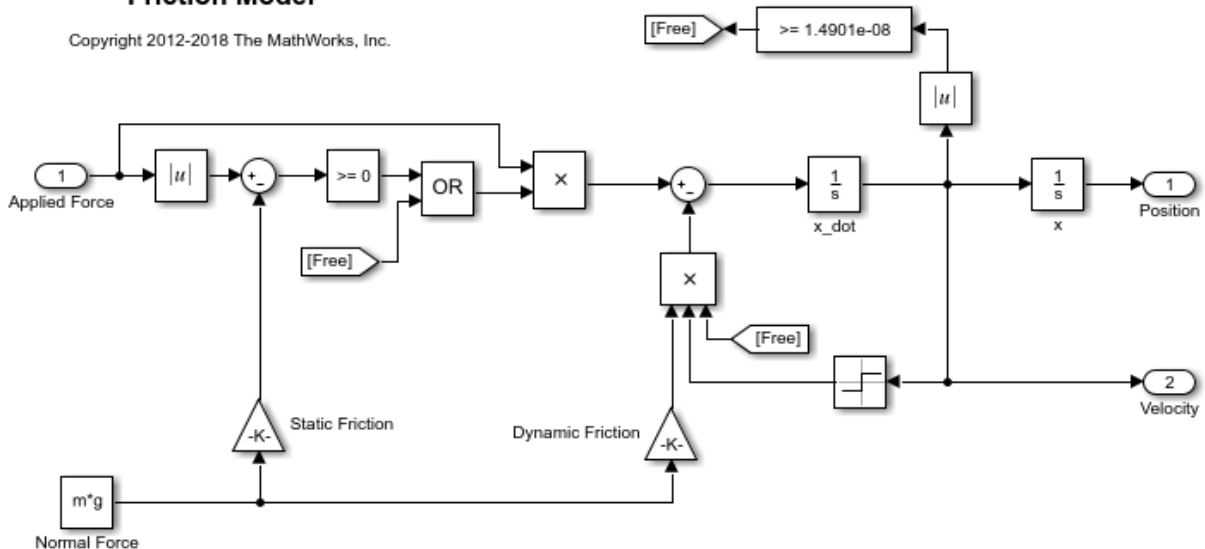 Friction Model
Copyright 2012-2018 The MathWorks, Inc.
[Free]
>= 1.4901e-08
|u|
1
Applied Force
|u|
+
-
>= 0
OR
×
+
-
1
s
x_dot
1
s
x
1
Position
[Free]
×
[Free]
2
Velocity
Static Friction
-K-
Dynamic Friction
-K-
m*g
Normal Force